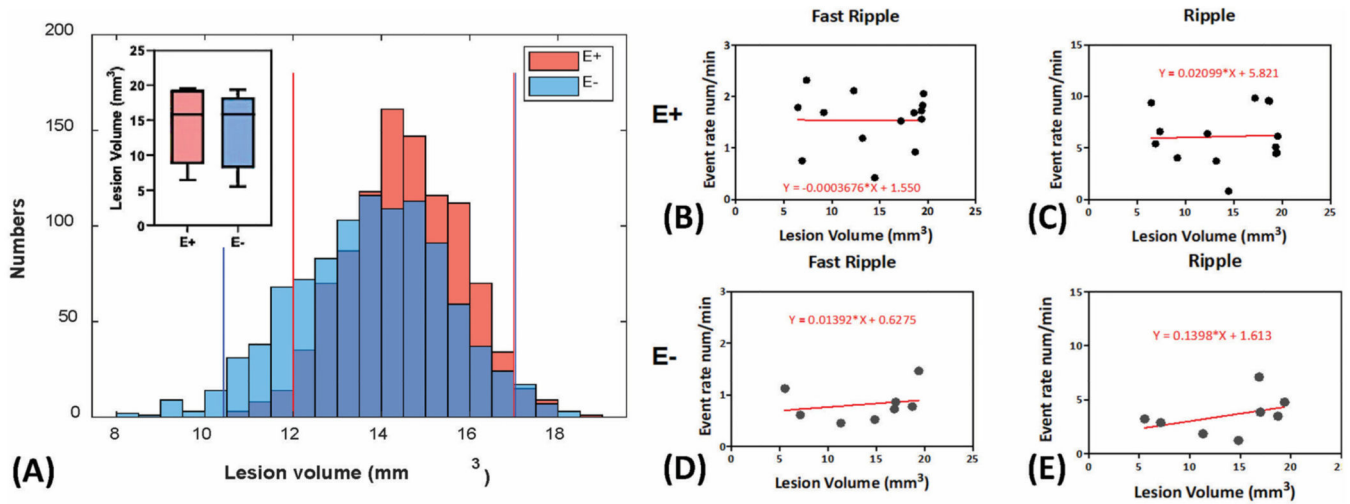 200
150
100
50
0
Numbers
8
10
12
14
16
18
Lesion volume (mm
3
)
E+
E-
25
20
15
10
5
0
Lesion Volume (mm³)
E+
E-
(A)
E+
Fast Ripple
3
2
1
0
Event rate num/min
Y = -0.0003676*X + 1.550
0
5
10
15
20
25
Lesion Volume (mm³)
(B)
Ripple
15
10
5
0
Event rate num/min
Y = 0.02099*X + 5.821
0
5
10
15
20
25
Lesion Volume (mm³)
(C)
E-
Fast Ripple
3
2
1
0
Event rate num/min
Y = 0.01392*X + 0.6275
0
5
10
15
20
25
Lesion Volume (mm³)
(D)
Ripple
15
10
5
0
Event rate num/min
Y = 0.1398*X + 1.613
0
5
10
15
20
2
Lesion Volume (mm³)
(E)